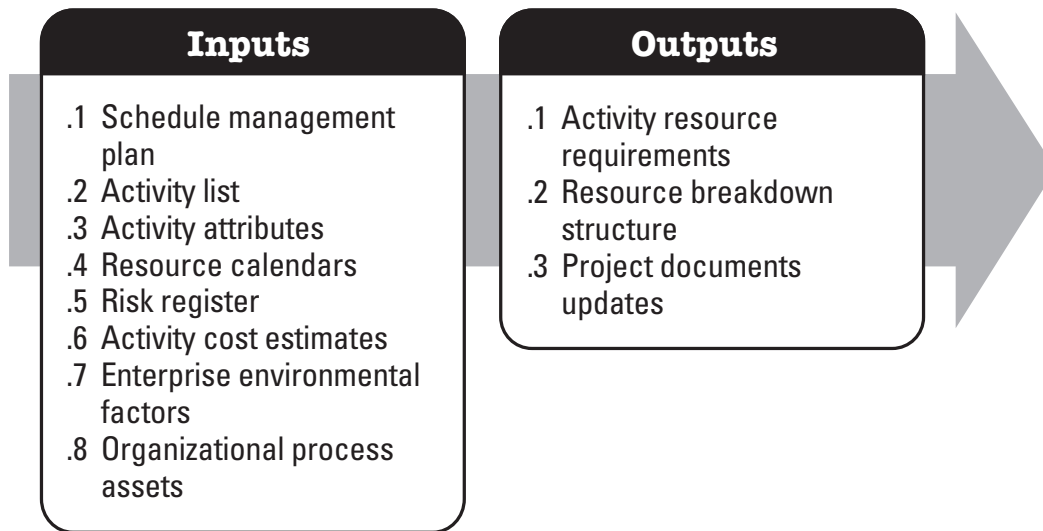 Inputs
.1 Schedule management
plan
.2 Activity list
.3 Activity attributes
.4 Resource calendars
.5 Risk register
.6 Activity cost estimates
.7 Enterprise environmental
factors
.8 Organizational process
assets
Outputs
.1 Activity resource
requirements
.2 Resource breakdown
structure
.3 Project documents
updates